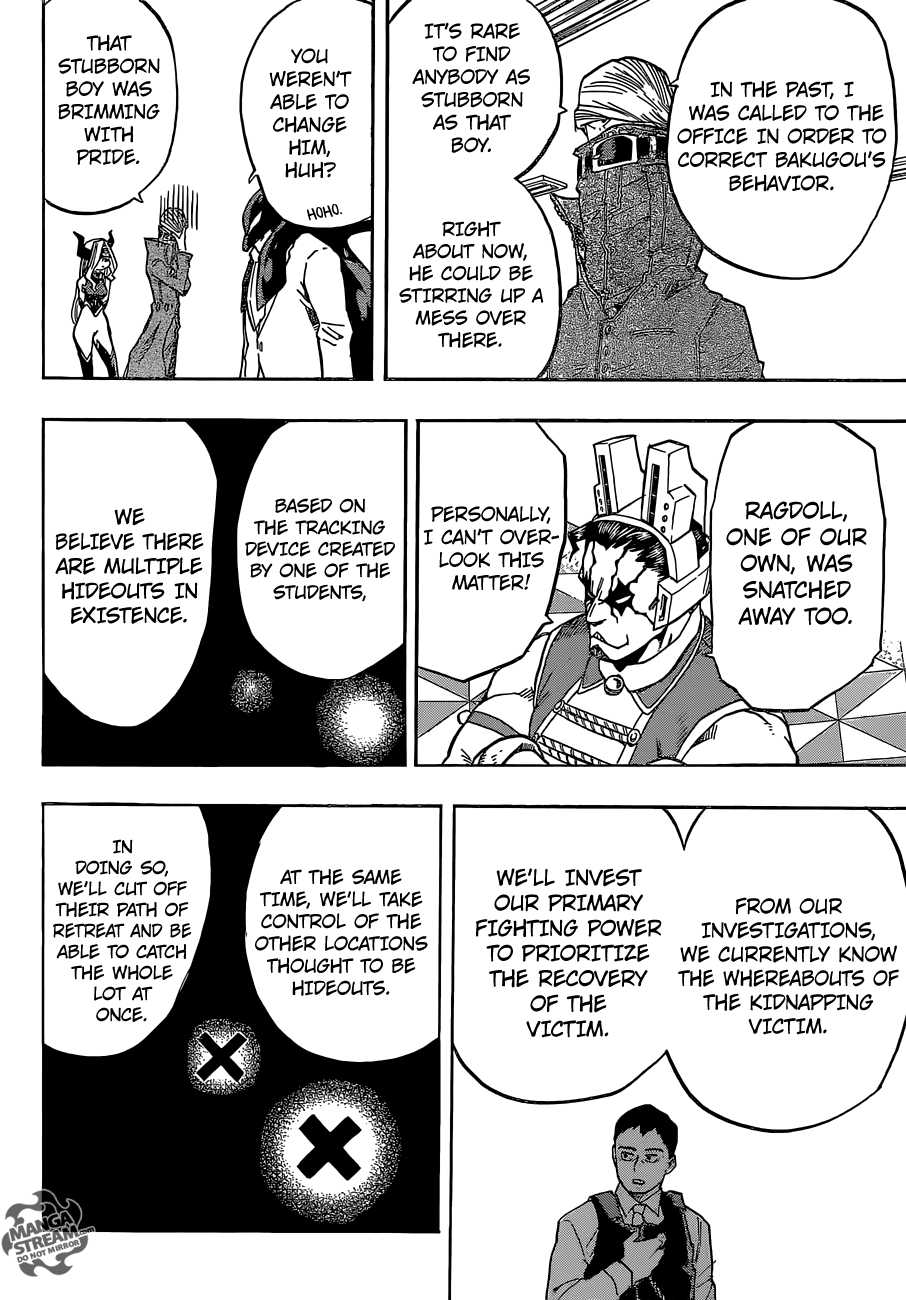 IN THE PAST, I
WAS CALLED TO THE
OFFICE IN ORDER TO
CORRECT BAKUGOU'S
BEHAVIOR.
IT'S RARE
TO FIND
ANYBODY AS
STUBBORN
AS THAT
BOY.
RIGHT
ABOUT NOW,
HE COULD BE
STIRRING UP A
MESS OVER
THERE.
YOU
WEREN'T
ABLE TO
CHANGE
HIM,
HUH?
HOHO.
THAT
STUBBORN
BOY WAS
BRIMMING
WITH
PRIDE.
RAGDOLL,
ONE OF OUR
OWN, WAS
SNATCHED
AWAY TOO.
PERSONALLY,
I CAN'T OVER-
LOOK THIS
MATTER!
BASED ON
THE TRACKING
DEVICE CREATED
BY ONE OF THE
STUDENTS,
WE
BELIEVE THERE
ARE MULTIPLE
HIDEOUTS IN
EXISTENCE.
FROM OUR
INVESTIGATIONS,
WE CURRENTLY KNOW
THE WHEREABOUTS OF
THE KIDNAPPING
VICTIM.
WE'LL INVEST
OUR PRIMARY
FIGHTING POWER
TO PRIORITIZE
THE RECOVERY
OF THE
VICTIM.
AT THE SAME
TIME, WE'LL TAKE
CONTROL OF THE
OTHER LOCATIONS
THOUGHT TO BE
HIDEOUTS.
IN
DOING SO,
WE'LL CUT OFF
THEIR PATH OF
RETREAT AND BE
ABLE TO CATCH
THE WHOLE
LOT AT
ONCE.
MANGA
STREAM.com
DO NOT MIRROR